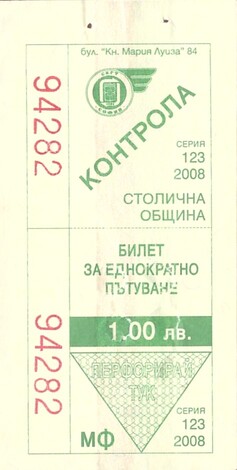 бул. "Кн. Мария Луиза" 84
94282
КОНТРОЛА
СЕРИЯ
123
2008
СТОЛИЧНА
ОБЩИНА
БИЛЕТ
ЗА ЕДНОКРАТНО
ПЪТУВАНЕ
94282
1.00 лв.
ПЕРФОРИРАЙ
ТУК
СЕРИЯ
123
2008
МФ